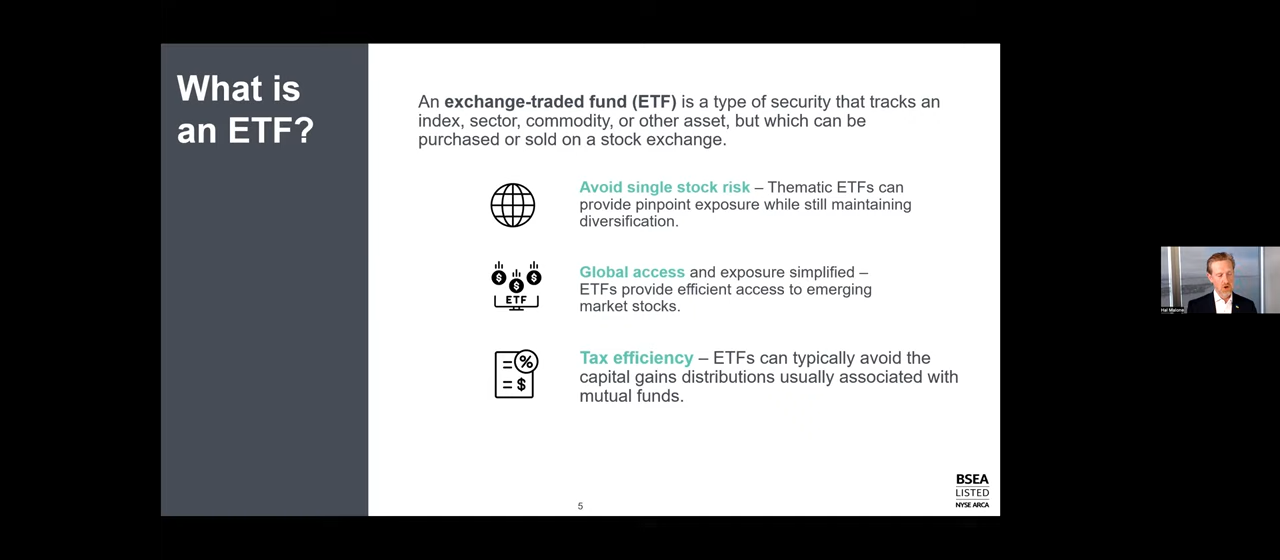 What is
an ETF?
An exchange-traded fund (ETF) is a type of security that tracks an
index, sector, commodity, or other asset, but which can be
purchased or sold on a stock exchange.
Avoid single stock risk – Thematic ETFs can
provide pinpoint exposure while still maintaining
diversification.
Global access and exposure simplified –
ETFs provide efficient access to emerging
market stocks.
ETF
Tax efficiency – ETFs can typically avoid the
capital gains distributions usually associated with
mutual funds.
% 
$
BSEA
LISTED
NYSE ARCA
5
Hal Malone